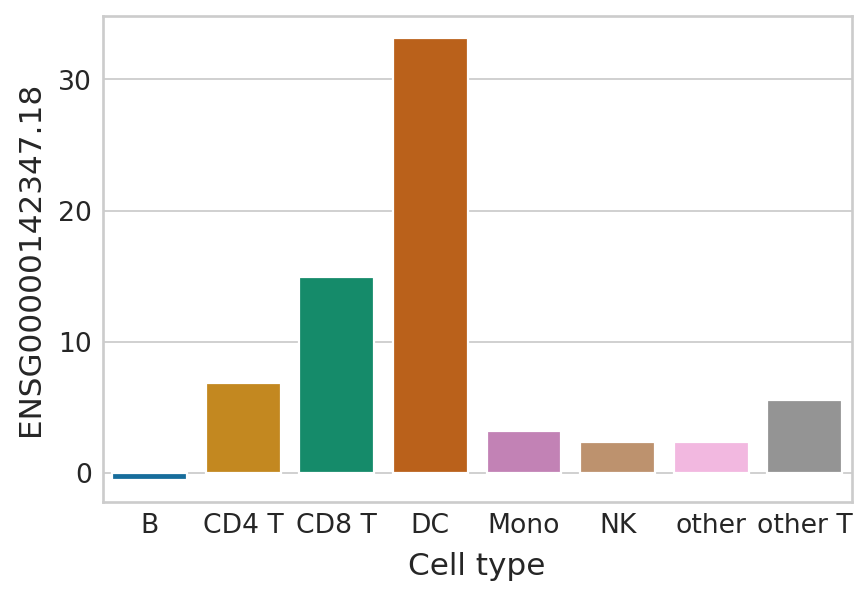 ENSG00000142347.18
30
20
10
0
B CD4 T CD8 T DC Mono NK other other T
Cell type